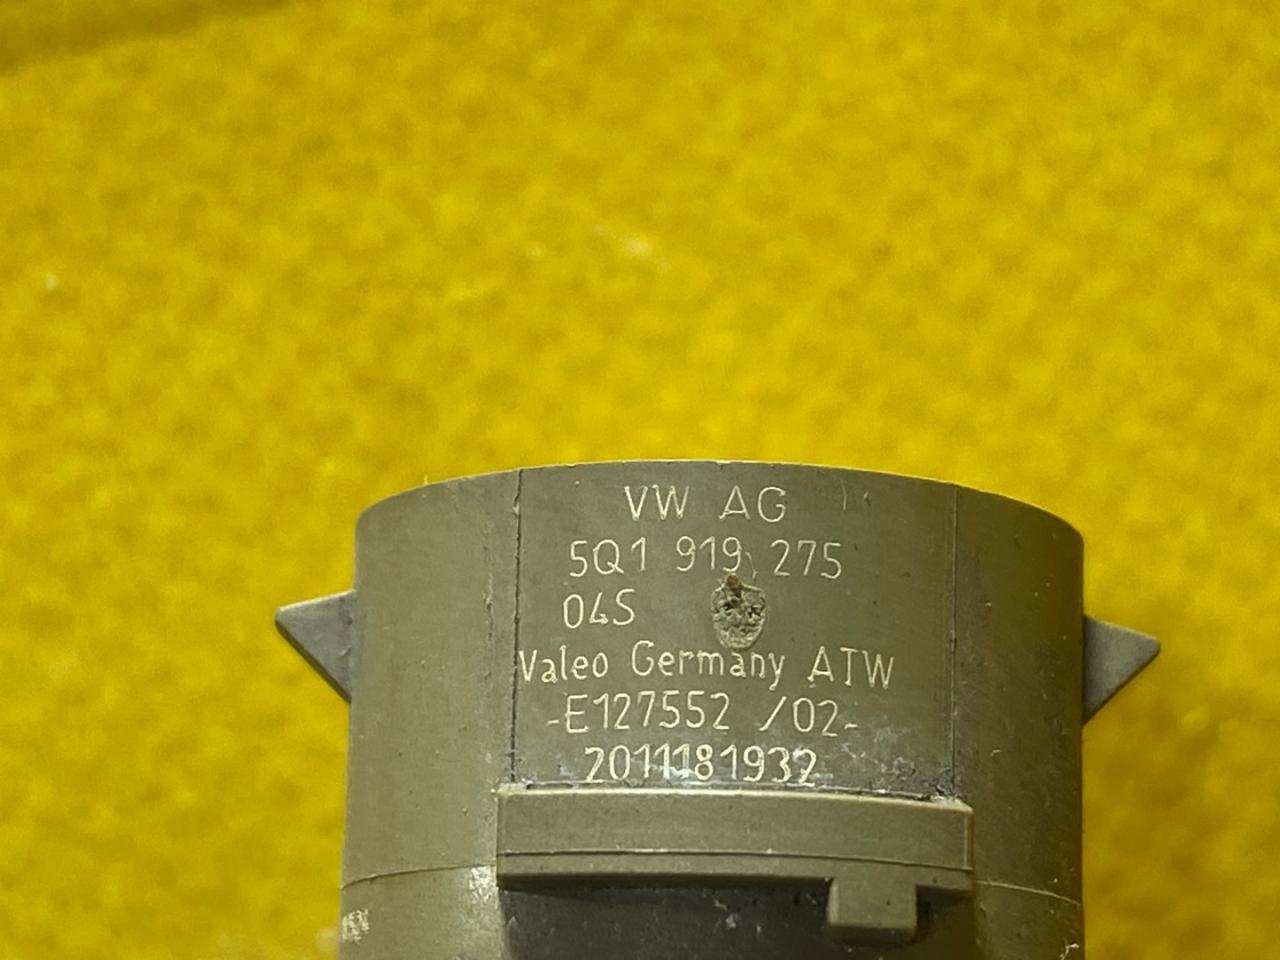 VW AG
5Q1 919 275
04S
Valeo Germany ATW
-E127552 /02-
2011181932